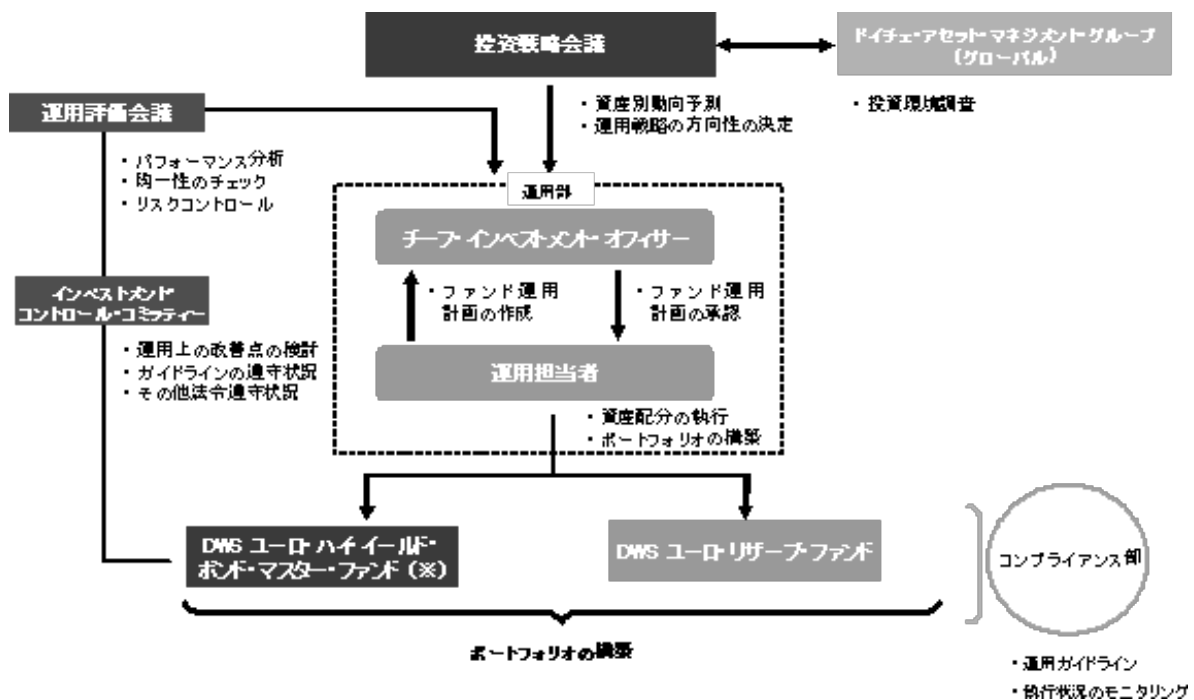 投資戦略会議
ドイチェ・アセット・マネジメントグループ
(グローバル)
・投資環境調査
・資産別動向予測
・運用戦略の方向性の決定
運用評価会議
・パフォーマンス分析
・均一性のチェック
・リスクコントロール
運用部
チーフ・インベストメント・オフィサー
・ファンド運用
計画の作成
・ファンド運用
計画の承認
インベストメント
コントロール・コミッティー
・運用上の改善点の検討
・ガイドラインの遵守状況
・その他法令遵守状況
運用担当者
・資産配分の執行
・ポートフォリオの構築
DWS ユーロ・ハイ・イールド・
ボンド・マスター・ファンド (※)
DWS ユーロ・リザーブ・ファンド
コンプライアンス部
ポートフォリオの構築
・運用ガイドライン
・執行状況のモニタリング